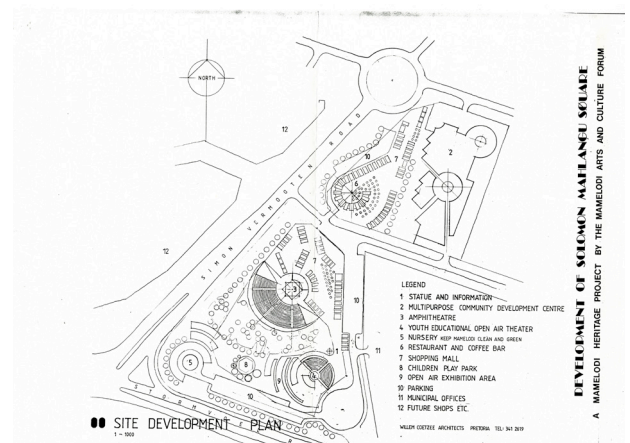 NORTH
SIMON VERMOOTEN ROAD
12
12
10
7
2
6
3
7
10
1
11
5
8
9
4
10
LEGEND
1 STATUE AND INFORMATION
2 MULTIPURPOSE COMMUNITY DEVELOPMENT CENTRE
3 AMPHITHEATRE
4 YOUTH EDUCATIONAL OPEN AIR THEATER
5 NURSERY KEEP MAMELODI CLEAN AND GREEN
6 RESTAURANT AND COFFEE BAR
7 SHOPPING MALL
8 CHILDREN PLAY PARK
9 OPEN AIR EXHIBITION AREA
10 PARKING
11 MUNICIPAL OFFICES
12 FUTURE SHOPS ETC.
SITE DEVELOPMENT PLAN
1 - 1000
WILLEM COETZEE ARCHITECTS PRETORIA TEL: 341 2619
DEVELOPMENT OF SOLOMON MAHLANGU SQUARE
A MAMELODI HERITAGE PROJECT BY THE MAMELODI ARTS AND CULTURE FORUM